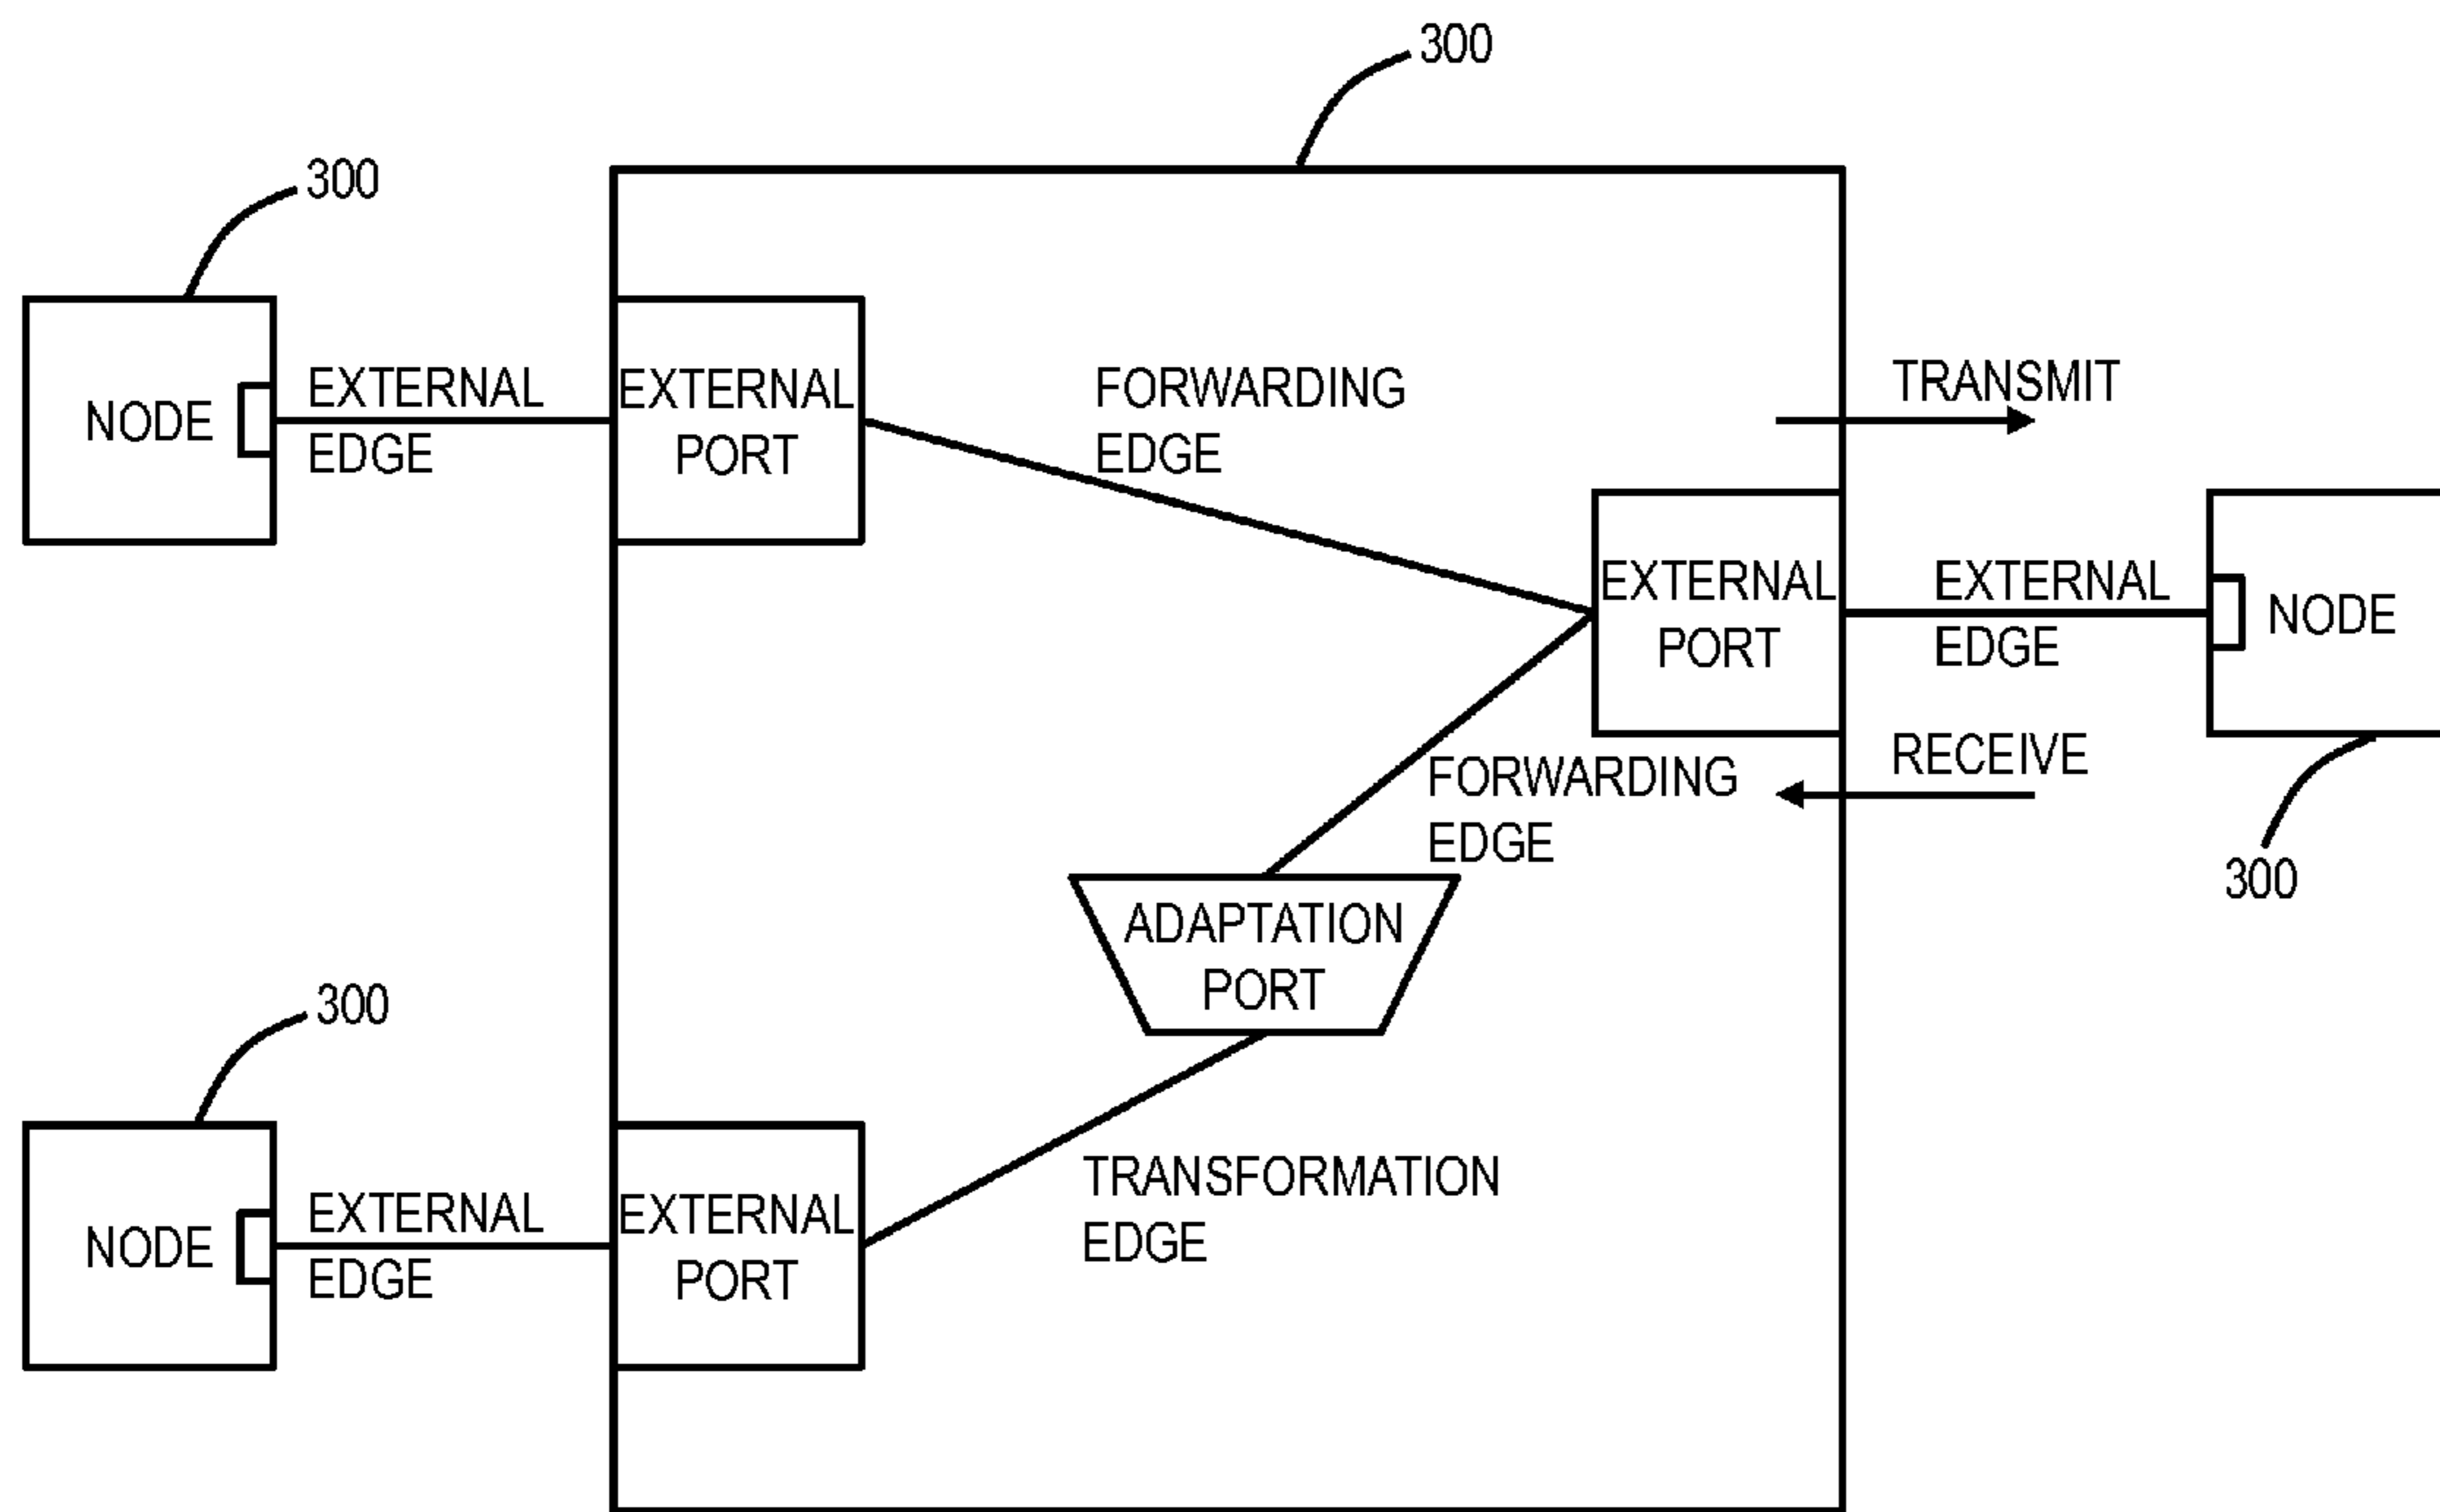 300
300
NODE
EXTERNAL
EDGE
EXTERNAL
PORT
FORWARDING
EDGE
TRANSMIT
EXTERNAL
PORT
EXTERNAL
EDGE
NODE
RECEIVE
300
FORWARDING
EDGE
ADAPTATION
PORT
300
NODE
EXTERNAL
EDGE
EXTERNAL
PORT
TRANSFORMATION
EDGE